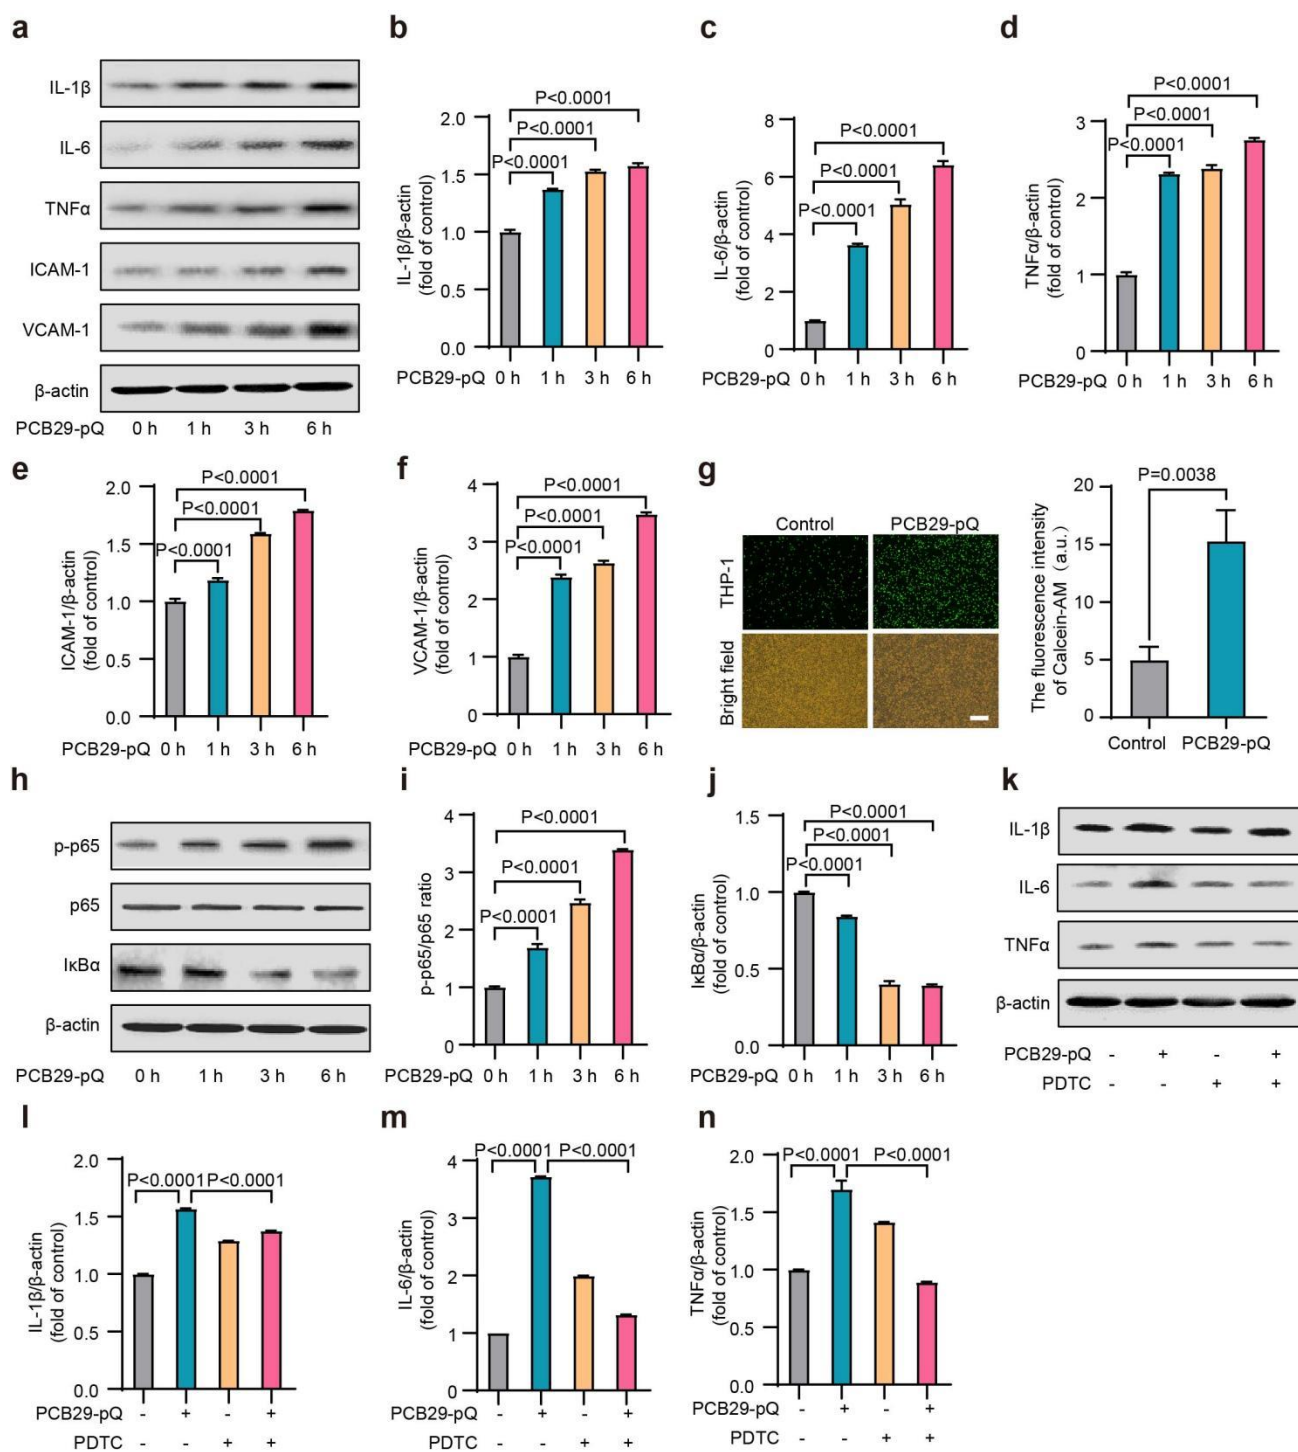 a
IL-1β
IL-6
TNFα
ICAM-1
VCAM-1
β-actin
PCB29-pQ 0 h 1 h 3 h 6 h
b
IL-1β/β-actin
(fold of control)
2.0
1.5
1.0
0.5
0.0
P<0.0001
P<0.0001
P<0.0001
PCB29-pQ 0 h 1 h 3 h 6 h
c
IL-6/β-actin
(fold of control)
8
6
4
2
0
P<0.0001
P<0.0001
P<0.0001
PCB29-pQ 0 h 1 h 3 h 6 h
d
TNFα/β-actin
(fold of control)
3
2
1
0
P<0.0001
P<0.0001
P<0.0001
PCB29-pQ 0 h 1 h 3 h 6 h
e
ICAM-1/β-actin
(fold of control)
2.0
1.5
1.0
0.5
0.0
P<0.0001
P<0.0001
P<0.0001
PCB29-pQ 0 h 1 h 3 h 6 h
f
VCAM-1/β-actin
(fold of control)
4
3
2
1
0
P<0.0001
P<0.0001
P<0.0001
PCB29-pQ 0 h 1 h 3 h 6 h
g
Control PCB29-pQ
THP-1
Bright field
The fluorescence intensity
of Calcein-AM (a.u.)
20
15
10
5
0
P=0.0038
Control PCB29-pQ
h
p-p65
p65
IκBα
β-actin
PCB29-pQ 0 h 1 h 3 h 6 h
i
p-p65/p65 ratio
4
3
2
1
0
P<0.0001
P<0.0001
P<0.0001
PCB29-pQ 0 h 1 h 3 h 6 h
j
IκBα/β-actin
(fold of control)
1.5
1.0
0.5
0.0
P<0.0001
P<0.0001
P<0.0001
PCB29-pQ 0 h 1 h 3 h 6 h
k
IL-1β
IL-6
TNFα
β-actin
PCB29-pQ - + - +
PDTC - - + +
l
IL-1β/β-actin
(fold of control)
2.0
1.5
1.0
0.5
0.0
P<0.0001 P<0.0001
PCB29-pQ - + - +
PDTC - - + +
m
IL-6/β-actin
(fold of control)
4
3
2
1
0
P<0.0001 P<0.0001
PCB29-pQ - + - +
PDTC - - + +
n
TNFα/β-actin
(fold of control)
2.0
1.5
1.0
0.5
0.0
P<0.0001 P<0.0001
PCB29-pQ - + - +
PDTC - - + +